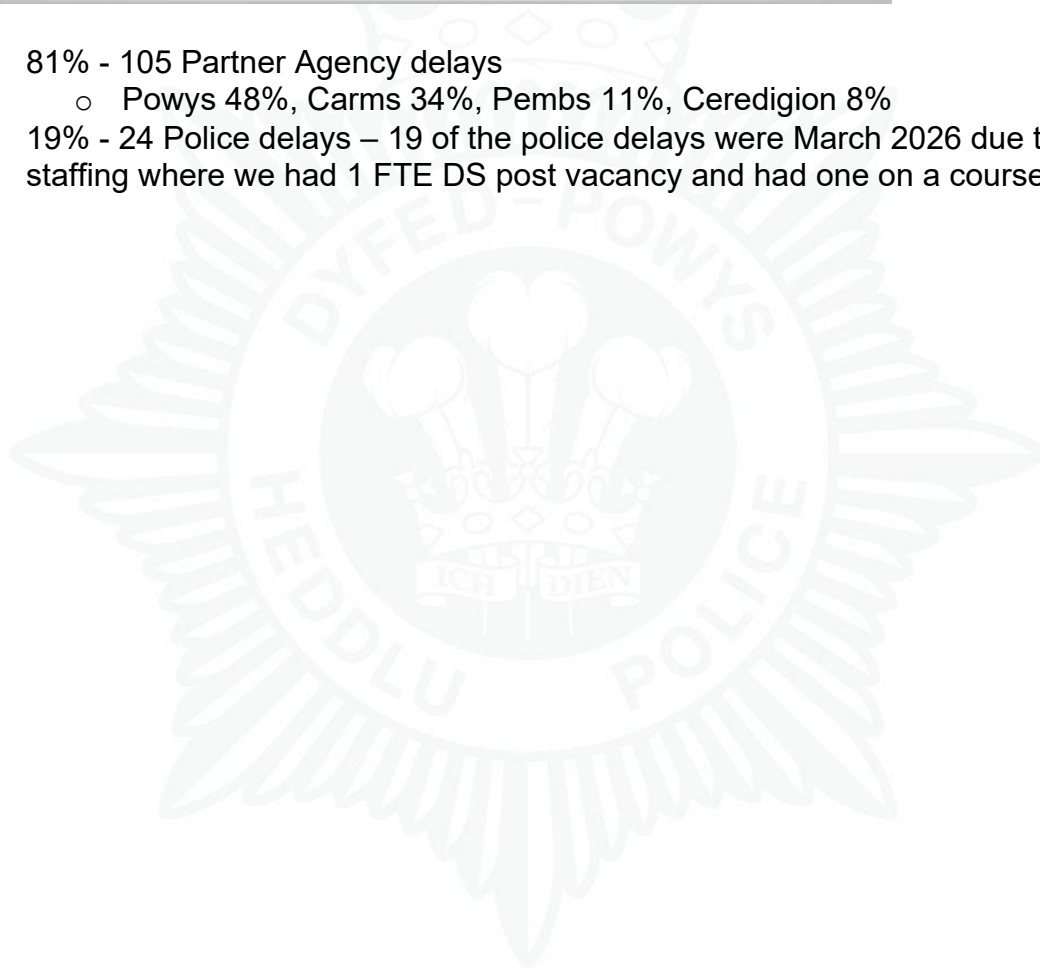 81% - 105 Partner Agency delays
o Powys 48%, Carms 34%, Pembs 11%, Ceredigion 8%
19% - 24 Police delays – 19 of the police delays were March 2026 due t
staffing where we had 1 FTE DS post vacancy and had one on a course
DYFED-POWYS
HEDDLU POLICE
ICH DIEN